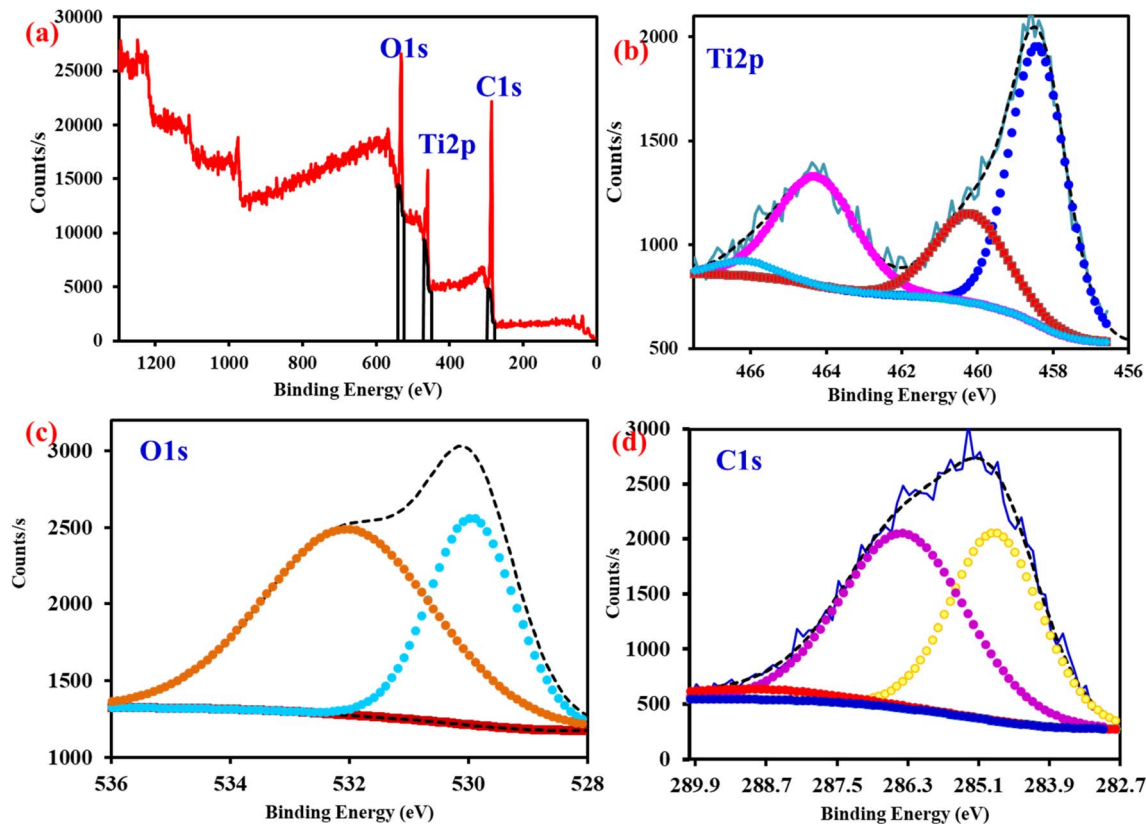 (a)
30000
25000
20000
15000
10000
5000
0
Counts/s
O1s
C1s
Ti2p
1200 1000 800 600 400 200 0
Binding Energy (eV)
(b)
Ti2p
2000
1500
1000
500
Counts/s
466 464 462 460 458 456
Binding Energy (eV)
(c)
O1s
3000
2500
2000
1500
1000
Counts/s
536 534 532 530 528
Binding Energy (eV)
(d)
C1s
3000
2500
2000
1500
1000
500
0
Counts/s
289.9 288.7 287.5 286.3 285.1 283.9 282.7
Binding Energy (eV)